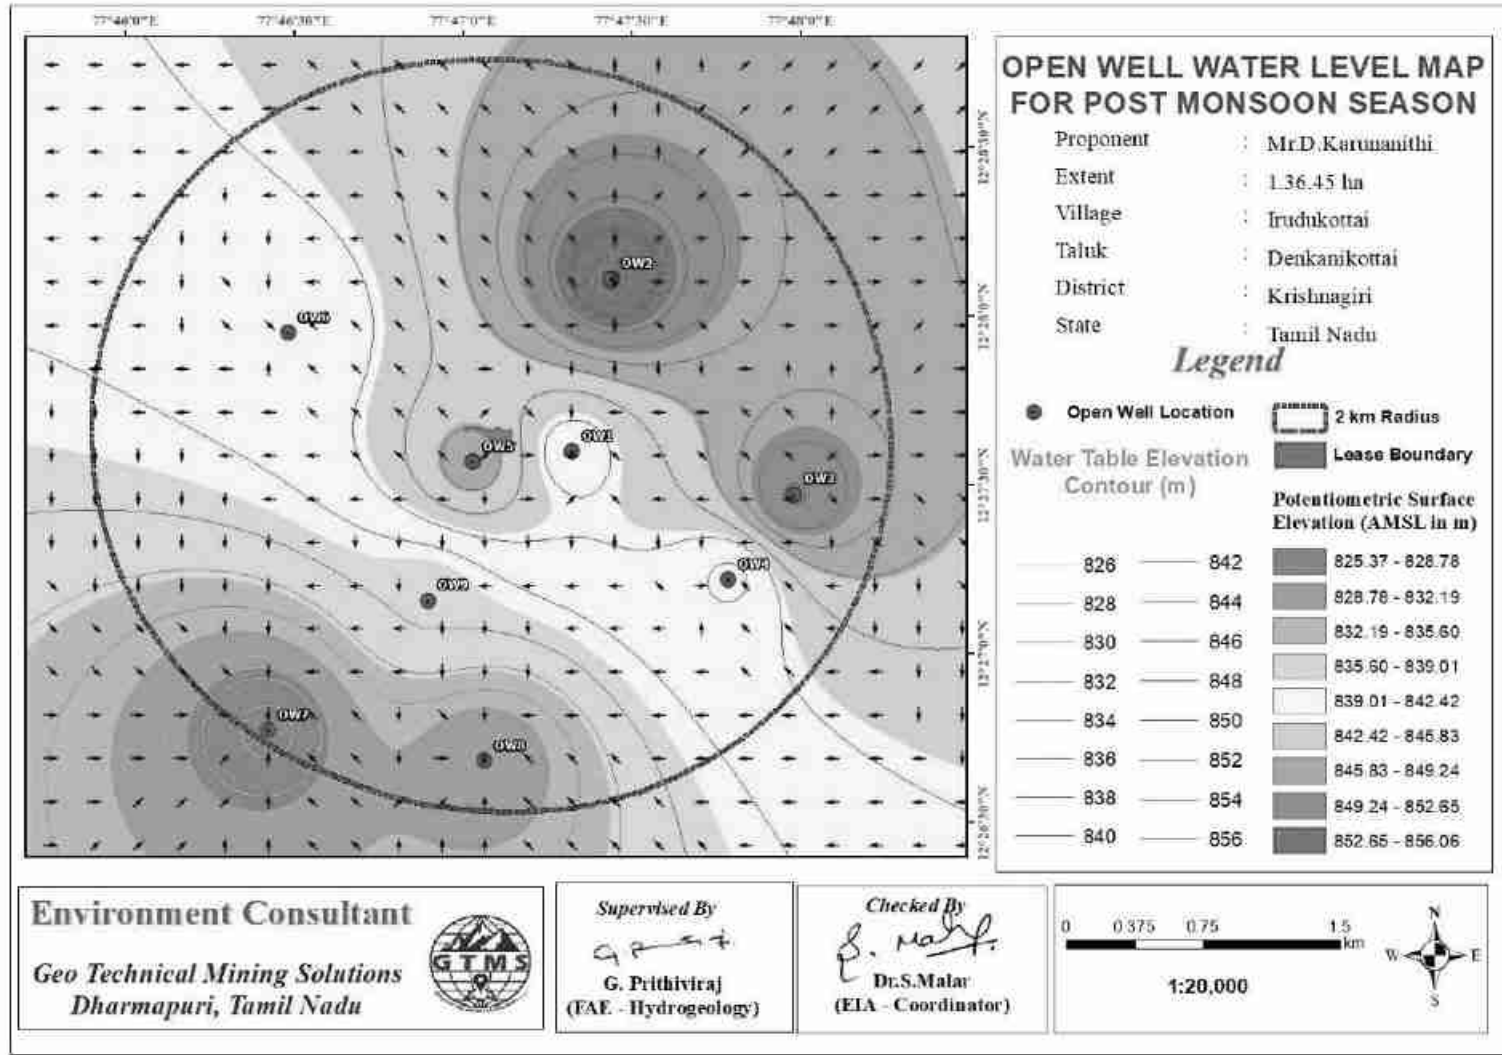 77°46'0"E 77°46'30"E 77°47'0"E 77°47'30"E 77°48'0"E
12°28'30"N
12°28'0"N
12°27'30"N
12°27'0"N
12°26'30"N
OW2
OW6
OW1
OW5
OW3
OW4
OW9
OW7
OW8
OPEN WELL WATER LEVEL MAP
FOR POST MONSOON SEASON
Proponent : Mr.D.Karunanithi
Extent : 1.36.45 ha
Village : Irudukottai
Taluk : Denkanikottai
District : Krishnagiri
State : Tamil Nadu
Legend
Open Well Location
2 km Radius
Lease Boundary
Water Table Elevation
Contour (m)
826 842
828 844
830 846
832 848
834 850
836 852
838 854
840 856
Potentiometric Surface
Elevation (AMSL in m)
825.37 - 828.78
828.78 - 832.19
832.19 - 835.60
835.60 - 839.01
839.01 - 842.42
842.42 - 845.83
845.83 - 849.24
849.24 - 852.65
852.65 - 856.06
Environment Consultant
GTMS
Geo Technical Mining Solutions
Dharmapuri, Tamil Nadu
Supervised By
G. Prithiviraj
(FAE - Hydrogeology)
Checked By
Dr.S.Malar
(EIA - Coordinator)
0 0.375 0.75 1.5
km
1:20,000
N
W E
S